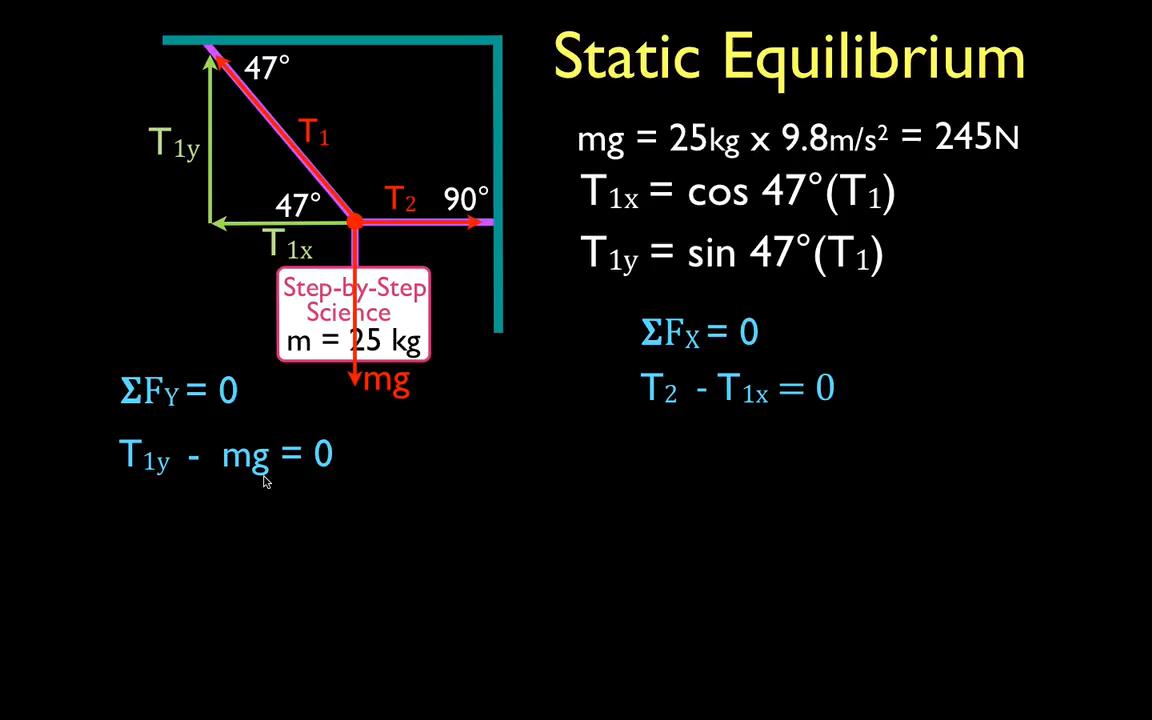 Static Equilibrium
47°
T₁
T₁y
47°
T₂
90°
T₁x
Step-by-Step
Science
m = 25 kg
mg
mg = 25kg x 9.8m/s² = 245N
T₁x = cos 47°(T₁)
T₁y = sin 47°(T₁)
ΣFX = 0
T₂ - T₁x = 0
ΣFY = 0
T₁y - mg = 0